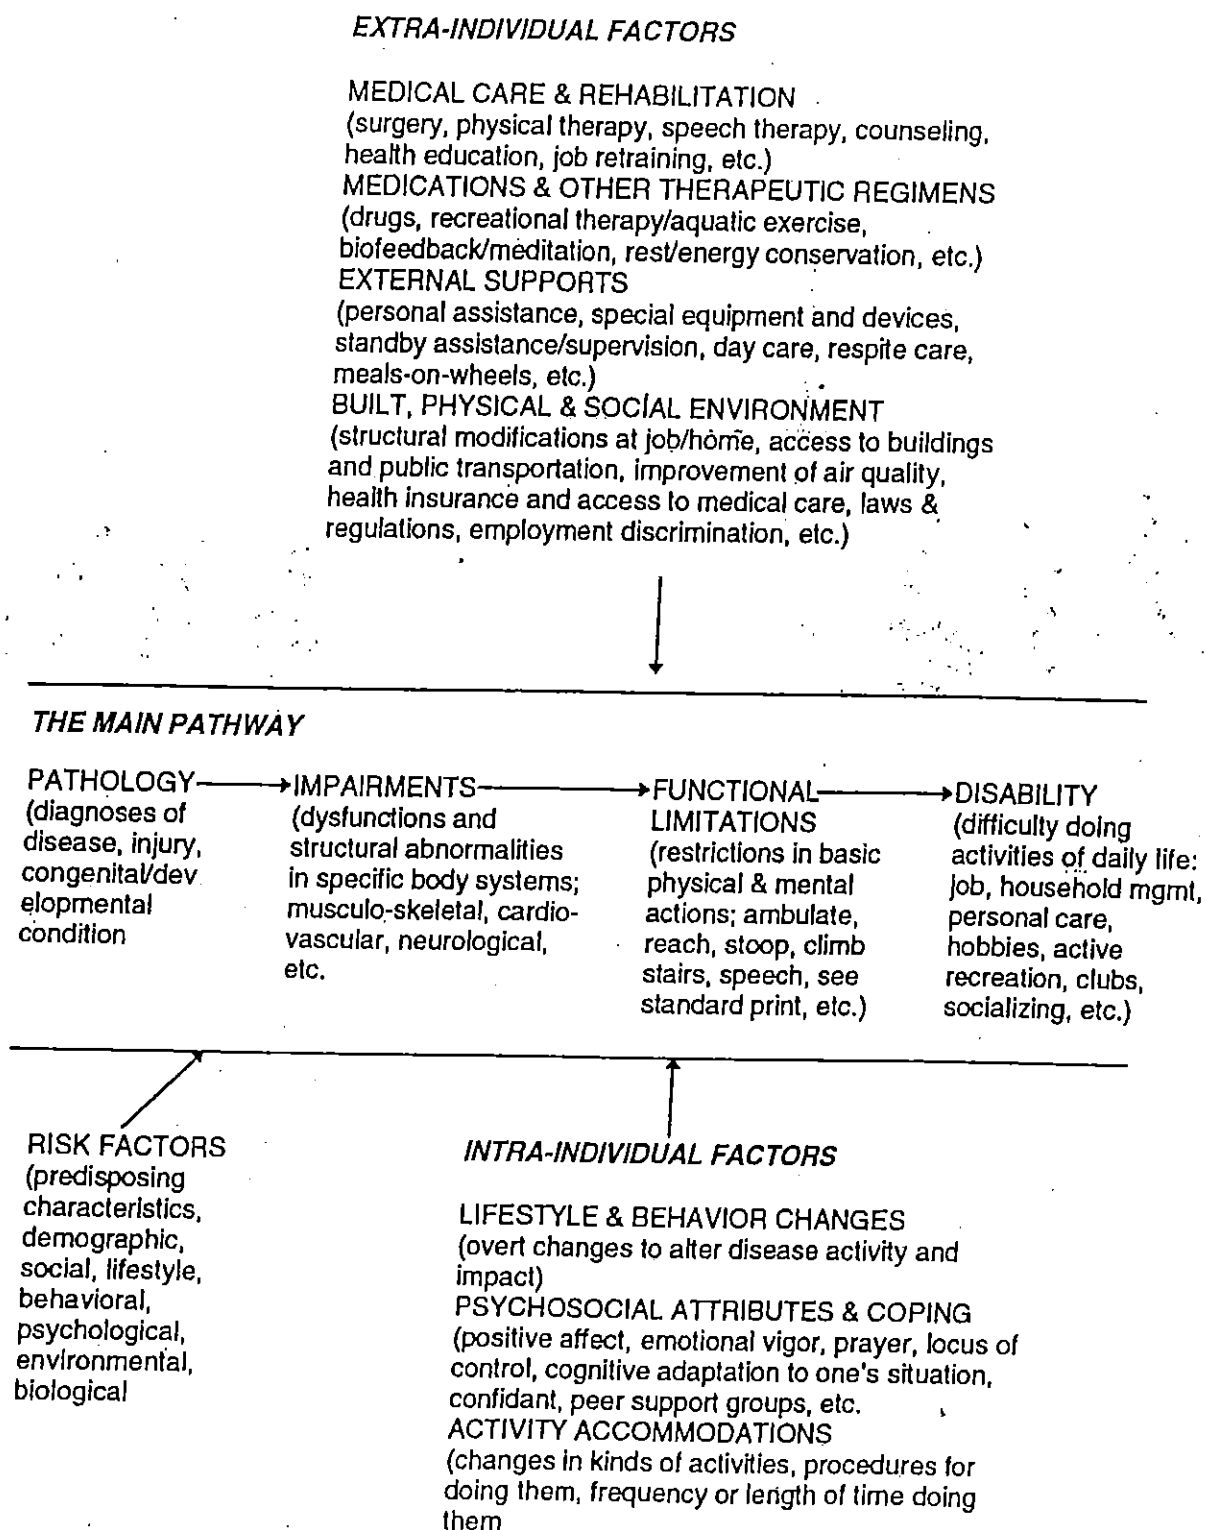 EXTRA-INDIVIDUAL FACTORS
MEDICAL CARE & REHABILITATION
(surgery, physical therapy, speech therapy, counseling,
health education, job retraining, etc.)
MEDICATIONS & OTHER THERAPEUTIC REGIMENS
(drugs, recreational therapy/aquatic exercise,
biofeedback/meditation, rest/energy conservation, etc.)
EXTERNAL SUPPORTS
(personal assistance, special equipment and devices,
standby assistance/supervision, day care, respite care,
meals-on-wheels, etc.)
BUILT, PHYSICAL & SOCIAL ENVIRONMENT
(structural modifications at job/home, access to buildings
and public transportation, improvement of air quality,
health insurance and access to medical care, laws &
regulations, employment discrimination, etc.)
THE MAIN PATHWAY
PATHOLOGY
(diagnoses of
disease, injury,
congenital/dev
elopmental
condition
IMPAIRMENTS
(dysfunctions and
structural abnormalities
in specific body systems;
musculo-skeletal, cardio-
vascular, neurological,
etc.
FUNCTIONAL
LIMITATIONS
(restrictions in basic
physical & mental
actions; ambulate,
reach, stoop, climb
stairs, speech, see
standard print, etc.)
DISABILITY
(difficulty doing
activities of daily life:
job, household mgmt,
personal care,
hobbies, active
recreation, clubs,
socializing, etc.)
RISK FACTORS
(predisposing
characteristics,
demographic,
social, lifestyle,
behavioral,
psychological,
environmental,
biological
INTRA-INDIVIDUAL FACTORS
LIFESTYLE & BEHAVIOR CHANGES
(overt changes to alter disease activity and
impact)
PSYCHOSOCIAL ATTRIBUTES & COPING
(positive affect, emotional vigor, prayer, locus of
control, cognitive adaptation to one's situation,
confidant, peer support groups, etc.
ACTIVITY ACCOMMODATIONS
(changes in kinds of activities, procedures for
doing them, frequency or length of time doing
them